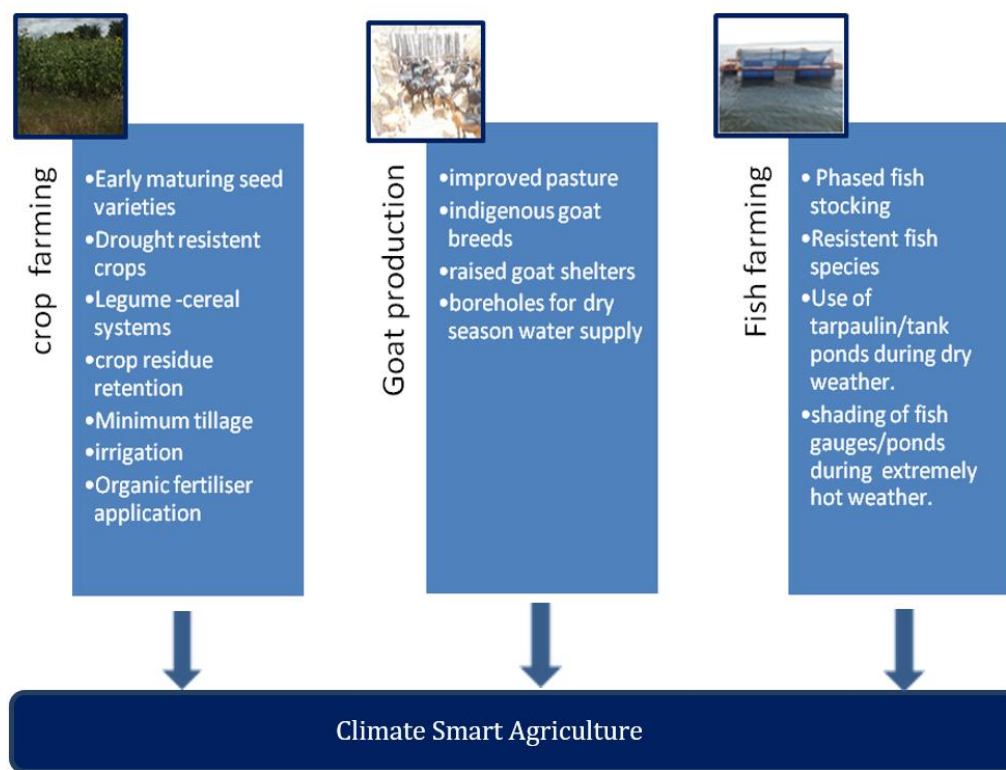 crop farming
•Early maturing seed
varieties
•Drought resistent
crops
•Legume -cereal
systems
•crop residue
retention
•Minimum tillage
•irrigation
•Organic fertiliser
application
Goat production
•improved pasture
•indigenous goat
breeds
•raised goat shelters
•boreholes for dry
season water supply
Fish farming
• Phased fish
stocking
•Resistent fish
species
•Use of
tarpaulin/tank
ponds during dry
weather.
•shading of fish
gauges/ponds
during extremely
hot weather.
Climate Smart Agriculture